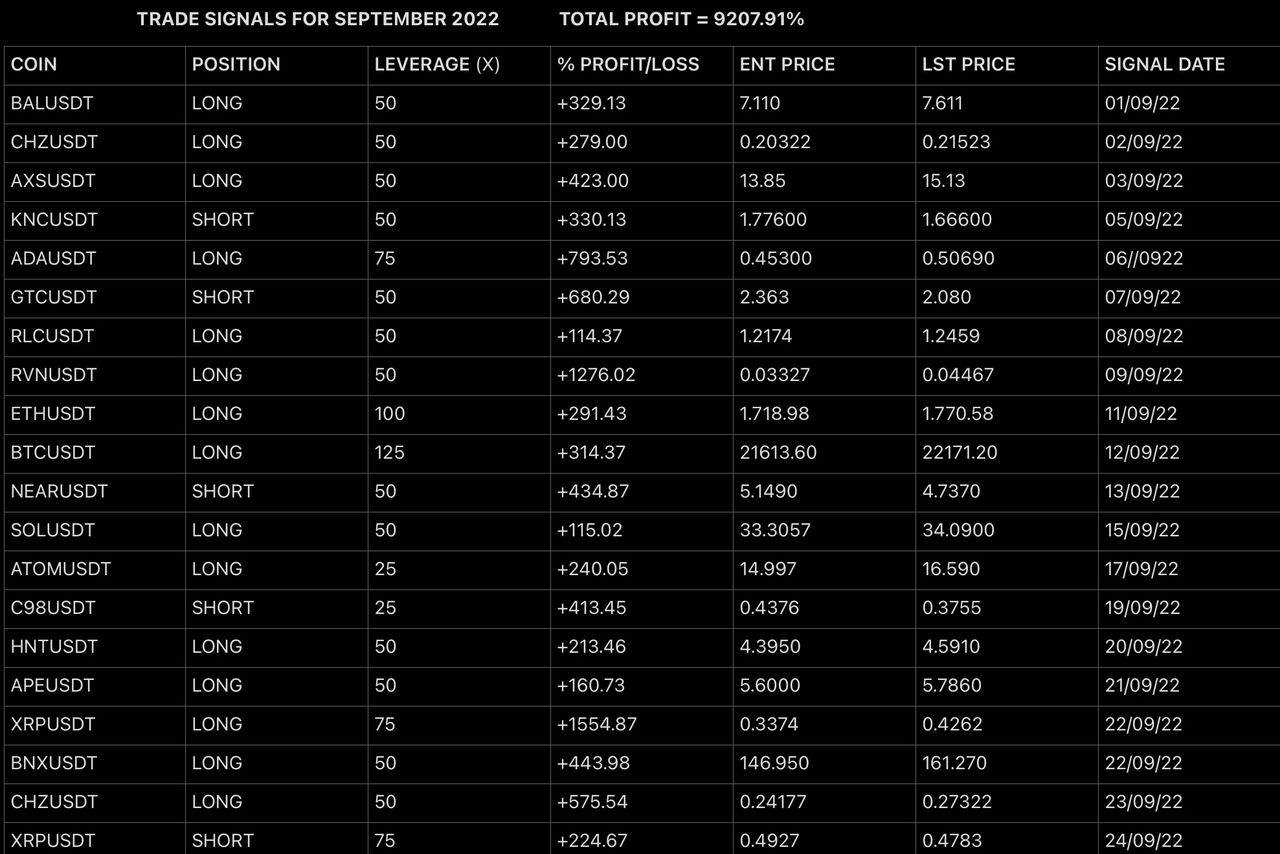 TRADE SIGNALS FOR SEPTEMBER 2022 TOTAL PROFIT = 9207.91%
COIN POSITION LEVERAGE (X) % PROFIT/LOSS ENT PRICE LST PRICE SIGNAL DATE
BALUSDT LONG 50 +329.13 7.110 7.611 01/09/22
CHZUSDT LONG 50 +279.00 0.20322 0.21523 02/09/22
AXSUSDT LONG 50 +423.00 13.85 15.13 03/09/22
KNCUSDT SHORT 50 +330.13 1.77600 1.66600 05/09/22
ADAUSDT LONG 75 +793.53 0.45300 0.50690 06//0922
GTCUSDT SHORT 50 +680.29 2.363 2.080 07/09/22
RLCUSDT LONG 50 +114.37 1.2174 1.2459 08/09/22
RVNUSDT LONG 50 +1276.02 0.03327 0.04467 09/09/22
ETHUSDT LONG 100 +291.43 1.718.98 1.770.58 11/09/22
BTCUSDT LONG 125 +314.37 21613.60 22171.20 12/09/22
NEARUSDT SHORT 50 +434.87 5.1490 4.7370 13/09/22
SOLUSDT LONG 50 +115.02 33.3057 34.0900 15/09/22
ATOMUSDT LONG 25 +240.05 14.997 16.590 17/09/22
C98USDT SHORT 25 +413.45 0.4376 0.3755 19/09/22
HNTUSDT LONG 50 +213.46 4.3950 4.5910 20/09/22
APEUSDT LONG 50 +160.73 5.6000 5.7860 21/09/22
XRPUSDT LONG 75 +1554.87 0.3374 0.4262 22/09/22
BNXUSDT LONG 50 +443.98 146.950 161.270 22/09/22
CHZUSDT LONG 50 +575.54 0.24177 0.27322 23/09/22
XRPUSDT SHORT 75 +224.67 0.4927 0.4783 24/09/22